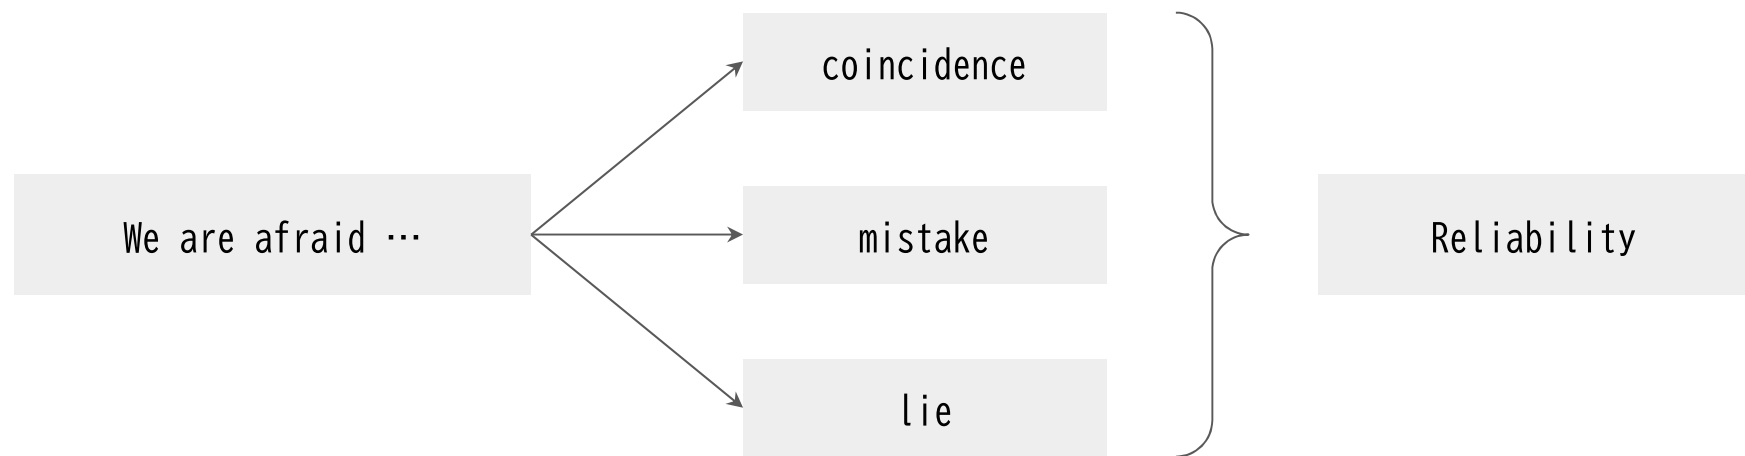 We are afraid …
coincidence
mistake
lie
Reliability